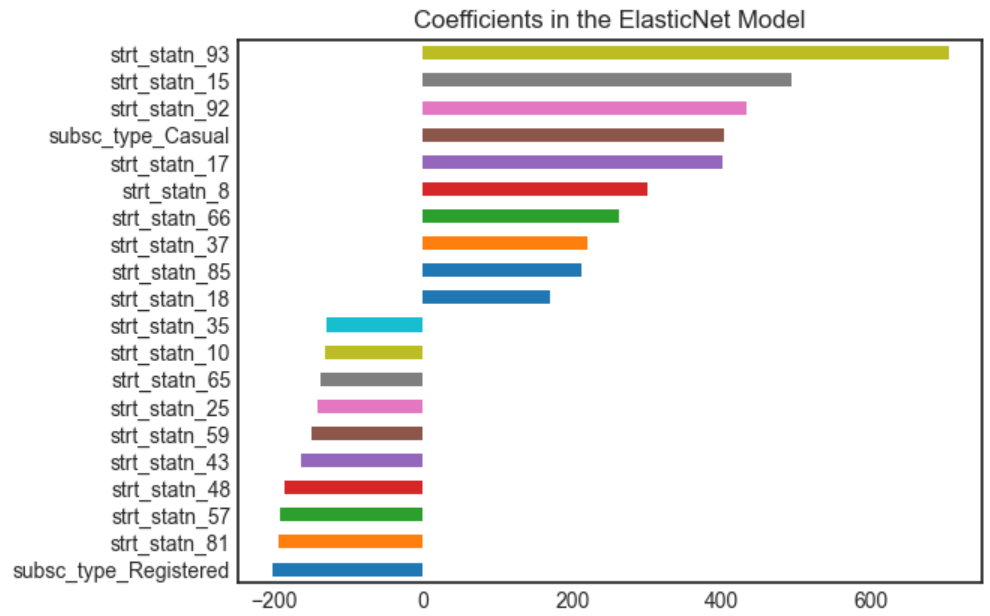 Coefficients in the ElasticNet Model
strt_statn_93
strt_statn_15
strt_statn_92
subsc_type_Casual
strt_statn_17
strt_statn_8
strt_statn_66
strt_statn_37
strt_statn_85
strt_statn_18
strt_statn_35
strt_statn_10
strt_statn_65
strt_statn_25
strt_statn_59
strt_statn_43
strt_statn_48
strt_statn_57
strt_statn_81
subsc_type_Registered
−200 0 200 400 600